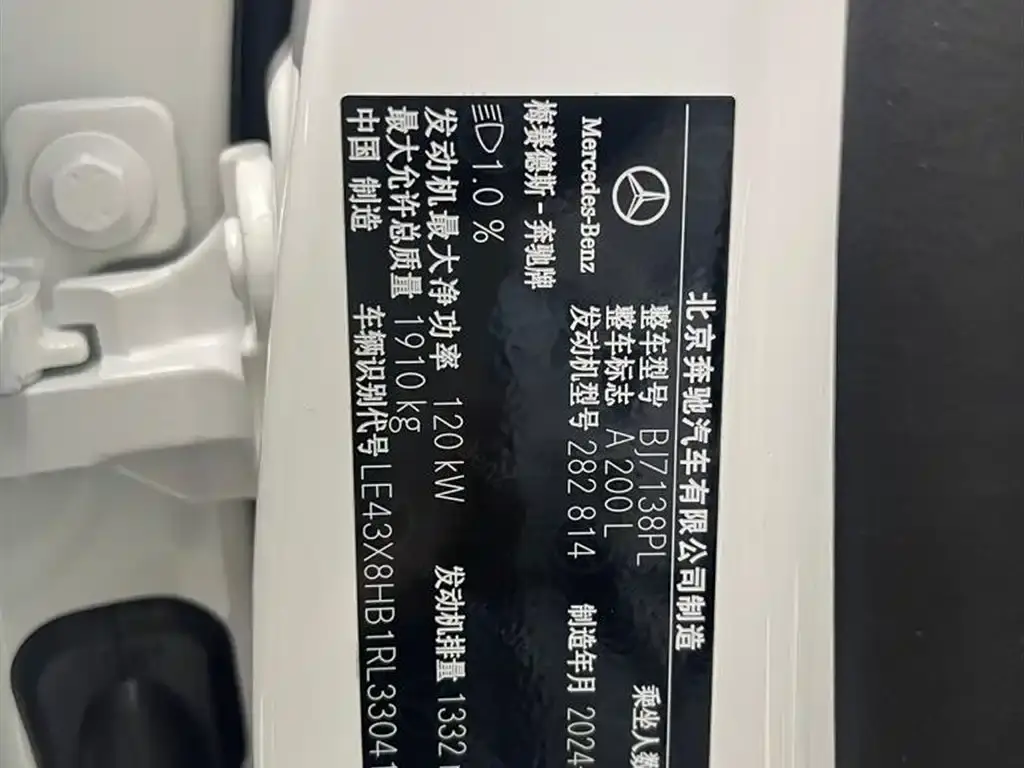 北京奔驰汽车有限公司制造
Mercedes-Benz
整车型号 BJ7138PL 乘坐人数
整车标志 A 200 L
发动机型号 282 814 制造年月 2024
梅赛德斯-奔驰牌
1.0 %
发动机最大净功率 120 kW 发动机排量 1332
最大允许总质量 1910 kg
中国 制造 车辆识别代号 LE43X8HB1RL33041